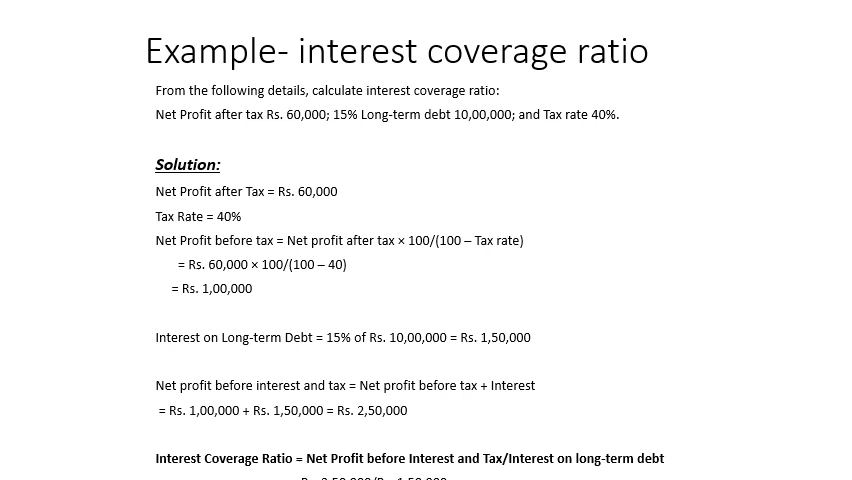 Example- interest coverage ratio
From the following details, calculate interest coverage ratio:
Net Profit after tax Rs. 60,000; 15% Long-term debt 10,00,000; and Tax rate 40%.
Solution:
Net Profit after Tax = Rs. 60,000
Tax Rate = 40%
Net Profit before tax = Net profit after tax × 100/(100 – Tax rate)
= Rs. 60,000 × 100/(100 – 40)
= Rs. 1,00,000
Interest on Long-term Debt = 15% of Rs. 10,00,000 = Rs. 1,50,000
Net profit before interest and tax = Net profit before tax + Interest
= Rs. 1,00,000 + Rs. 1,50,000 = Rs. 2,50,000
Interest Coverage Ratio = Net Profit before Interest and Tax/Interest on long-term debt